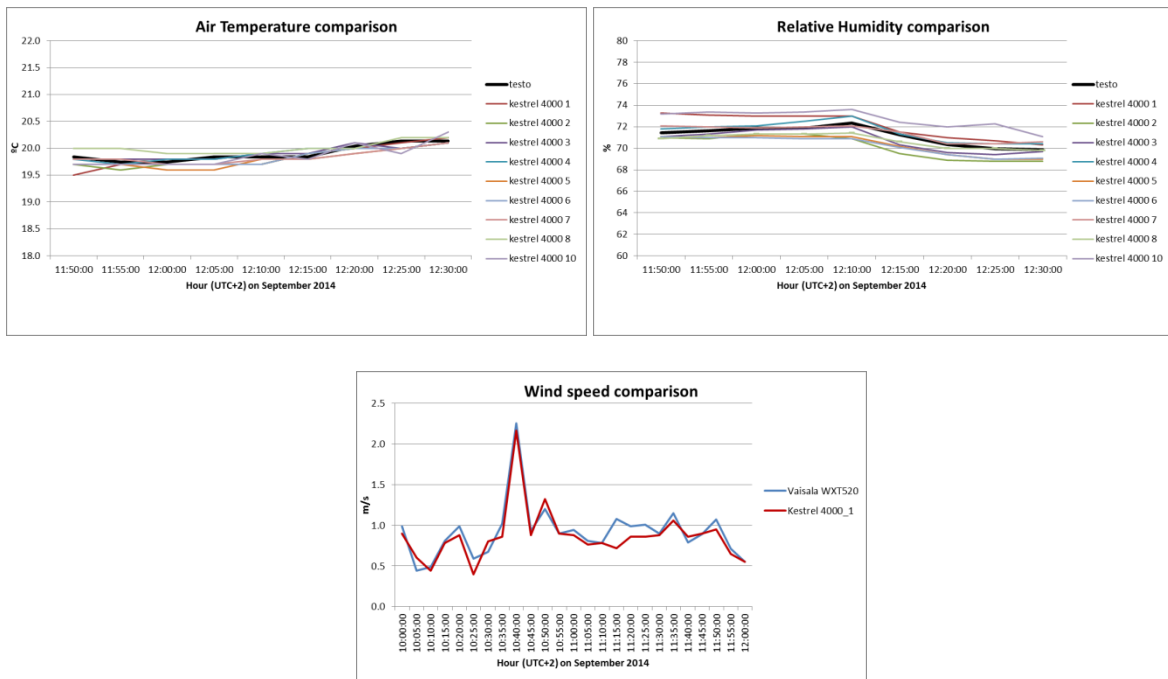 Air Temperature comparison
22.0
21.5
21.0
20.5
20.0
19.5
19.0
18.5
18.0
ºC
11:50:00 11:55:00 12:00:00 12:05:00 12:10:00 12:15:00 12:20:00 12:25:00 12:30:00
Hour (UTC+2) on September 2014
testo
kestrel 4000 1
kestrel 4000 2
kestrel 4000 3
kestrel 4000 4
kestrel 4000 5
kestrel 4000 6
kestrel 4000 7
kestrel 4000 8
kestrel 4000 10
Relative Humidity comparison
80
78
76
74
72
70
68
66
64
62
60
%
11:50:00 11:55:00 12:00:00 12:05:00 12:10:00 12:15:00 12:20:00 12:25:00 12:30:00
Hour (UTC+2) on September 2014
testo
kestrel 4000 1
kestrel 4000 2
kestrel 4000 3
kestrel 4000 4
kestrel 4000 5
kestrel 4000 6
kestrel 4000 7
kestrel 4000 8
kestrel 4000 10
Wind speed comparison
2.5
2.0
1.5
1.0
0.5
0.0
m/s
10:00:00
10:05:00
10:10:00
10:15:00
10:20:00
10:25:00
10:30:00
10:35:00
10:40:00
10:45:00
10:50:00
10:55:00
11:00:00
11:05:00
11:10:00
11:15:00
11:20:00
11:25:00
11:30:00
11:35:00
11:40:00
11:45:00
11:50:00
11:55:00
12:00:00
Hour (UTC+2) on September 2014
Vaisala WXT520
Kestrel 4000_1